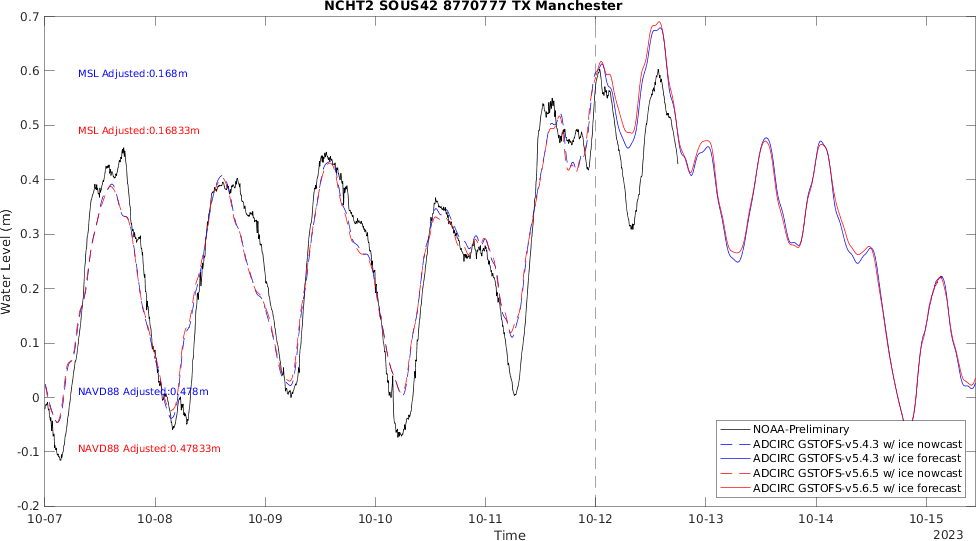 NCHT2 SOUS42 8770777 TX Manchester
Water Level (m)
0.7
0.6
0.5
0.4
0.3
0.2
0.1
0
-0.1
-0.2
MSL Adjusted:0.168m
MSL Adjusted:0.16833m
NAVD88 Adjusted:0.478m
NAVD88 Adjusted:0.47833m
NOAA-Preliminary
ADCIRC GSTOFS-v5.4.3 w/ ice nowcast
ADCIRC GSTOFS-v5.4.3 w/ ice forecast
ADCIRC GSTOFS-v5.6.5 w/ ice nowcast
ADCIRC GSTOFS-v5.6.5 w/ ice forecast
10-07 10-08 10-09 10-10 10-11 10-12 10-13 10-14 10-15
Time
2023